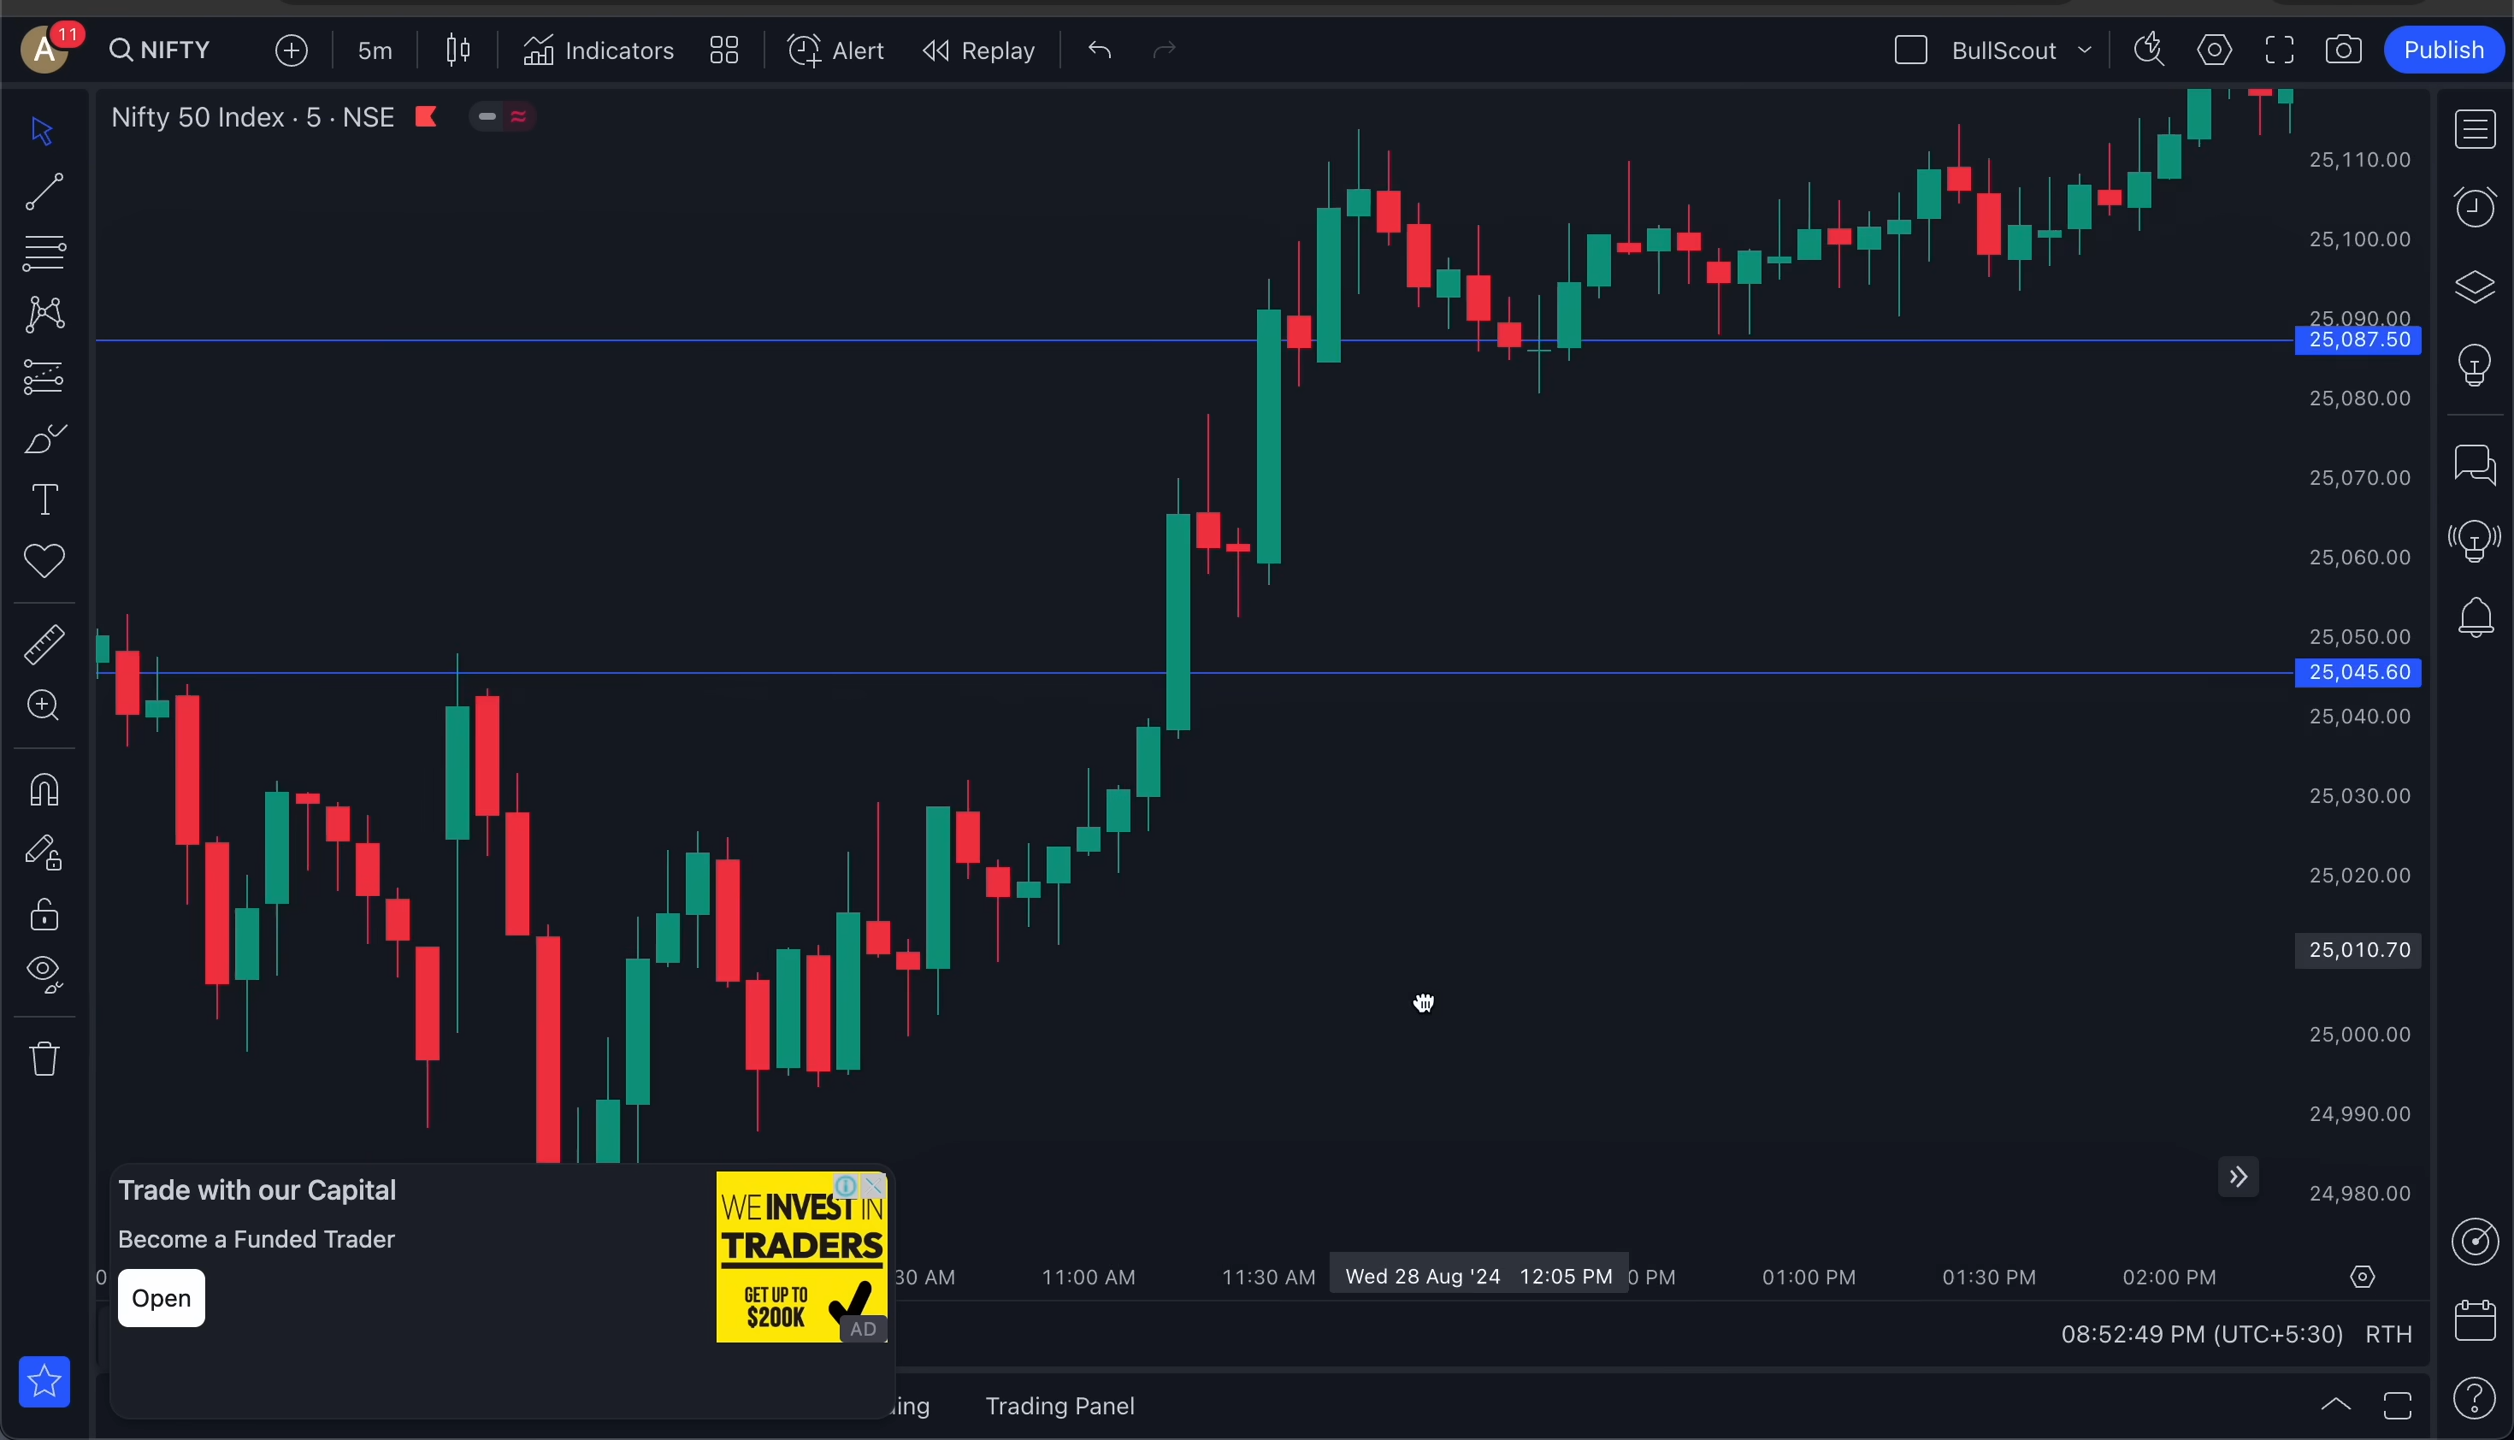 A 11 NIFTY 5m Indicators Alert Replay BullScout Publish
Nifty 50 Index · 5 · NSE
25,110.00
25,100.00
25,090.00
25,087.50
25,080.00
25,070.00
25,060.00
25,050.00
25,045.60
25,040.00
25,030.00
25,020.00
25,010.70
25,000.00
24,990.00
24,980.00
Trade with our Capital
Become a Funded Trader
Open
WE INVEST IN
TRADERS
GET UP TO
$200K
AD
0 30 AM 11:00 AM 11:30 AM Wed 28 Aug '24 12:05 PM 0 PM 01:00 PM 01:30 PM 02:00 PM
08:52:49 PM (UTC+5:30) RTH
ing Trading Panel